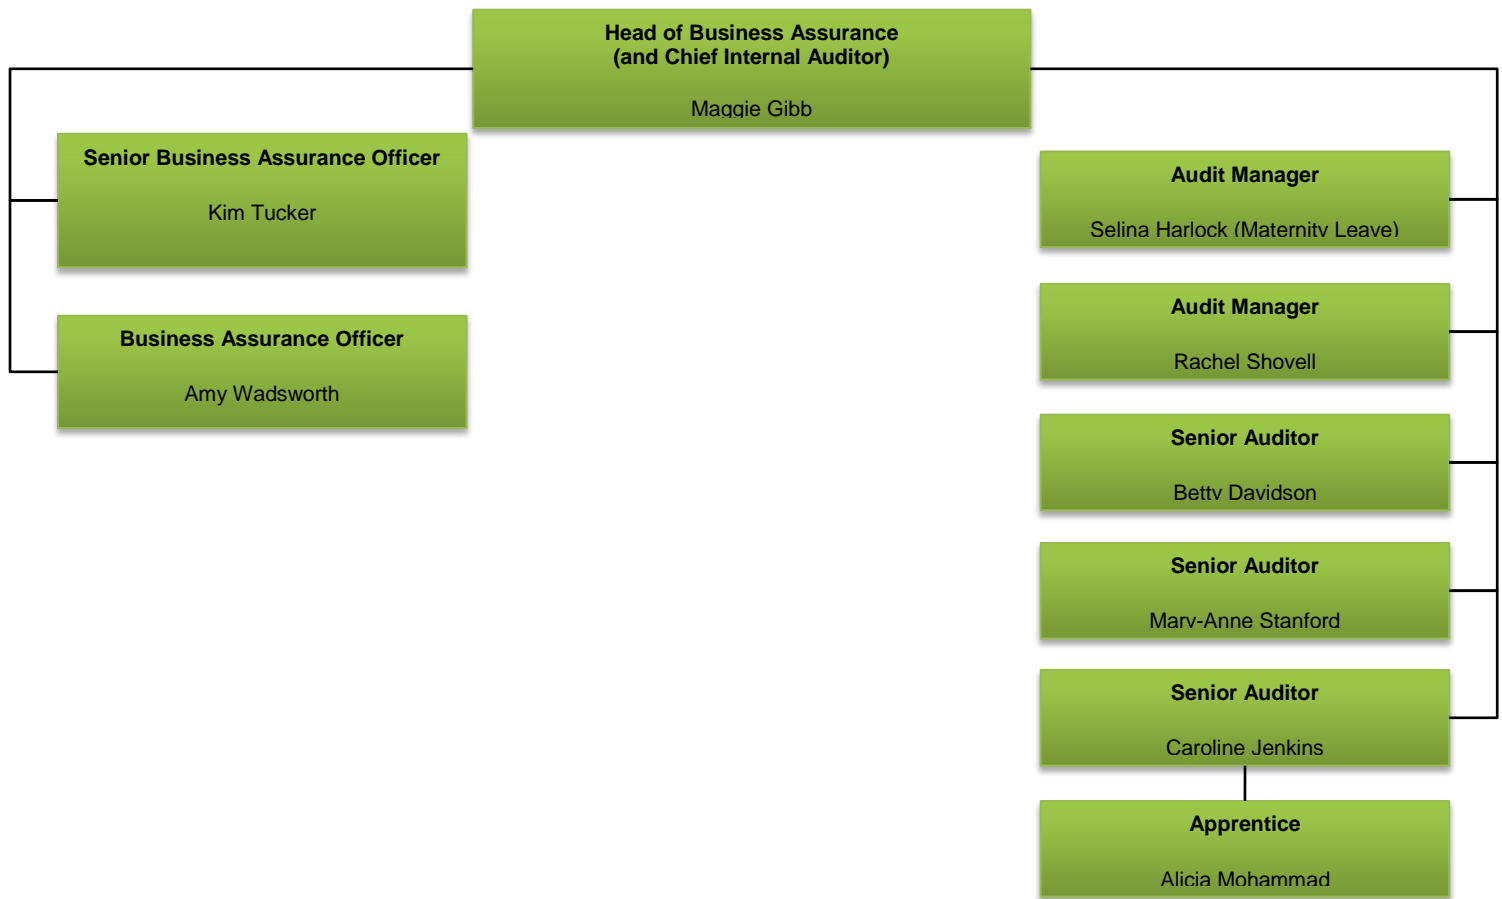 Head of Business Assurance
(and Chief Internal Auditor)
Maggie Gibb
Senior Business Assurance Officer
Kim Tucker
Business Assurance Officer
Amy Wadsworth
Audit Manager
Selina Harlock (Maternity Leave)
Audit Manager
Rachel Shovell
Senior Auditor
Betty Davidson
Senior Auditor
Mary-Anne Stanford
Senior Auditor
Caroline Jenkins
Apprentice
Alicia Mohammad